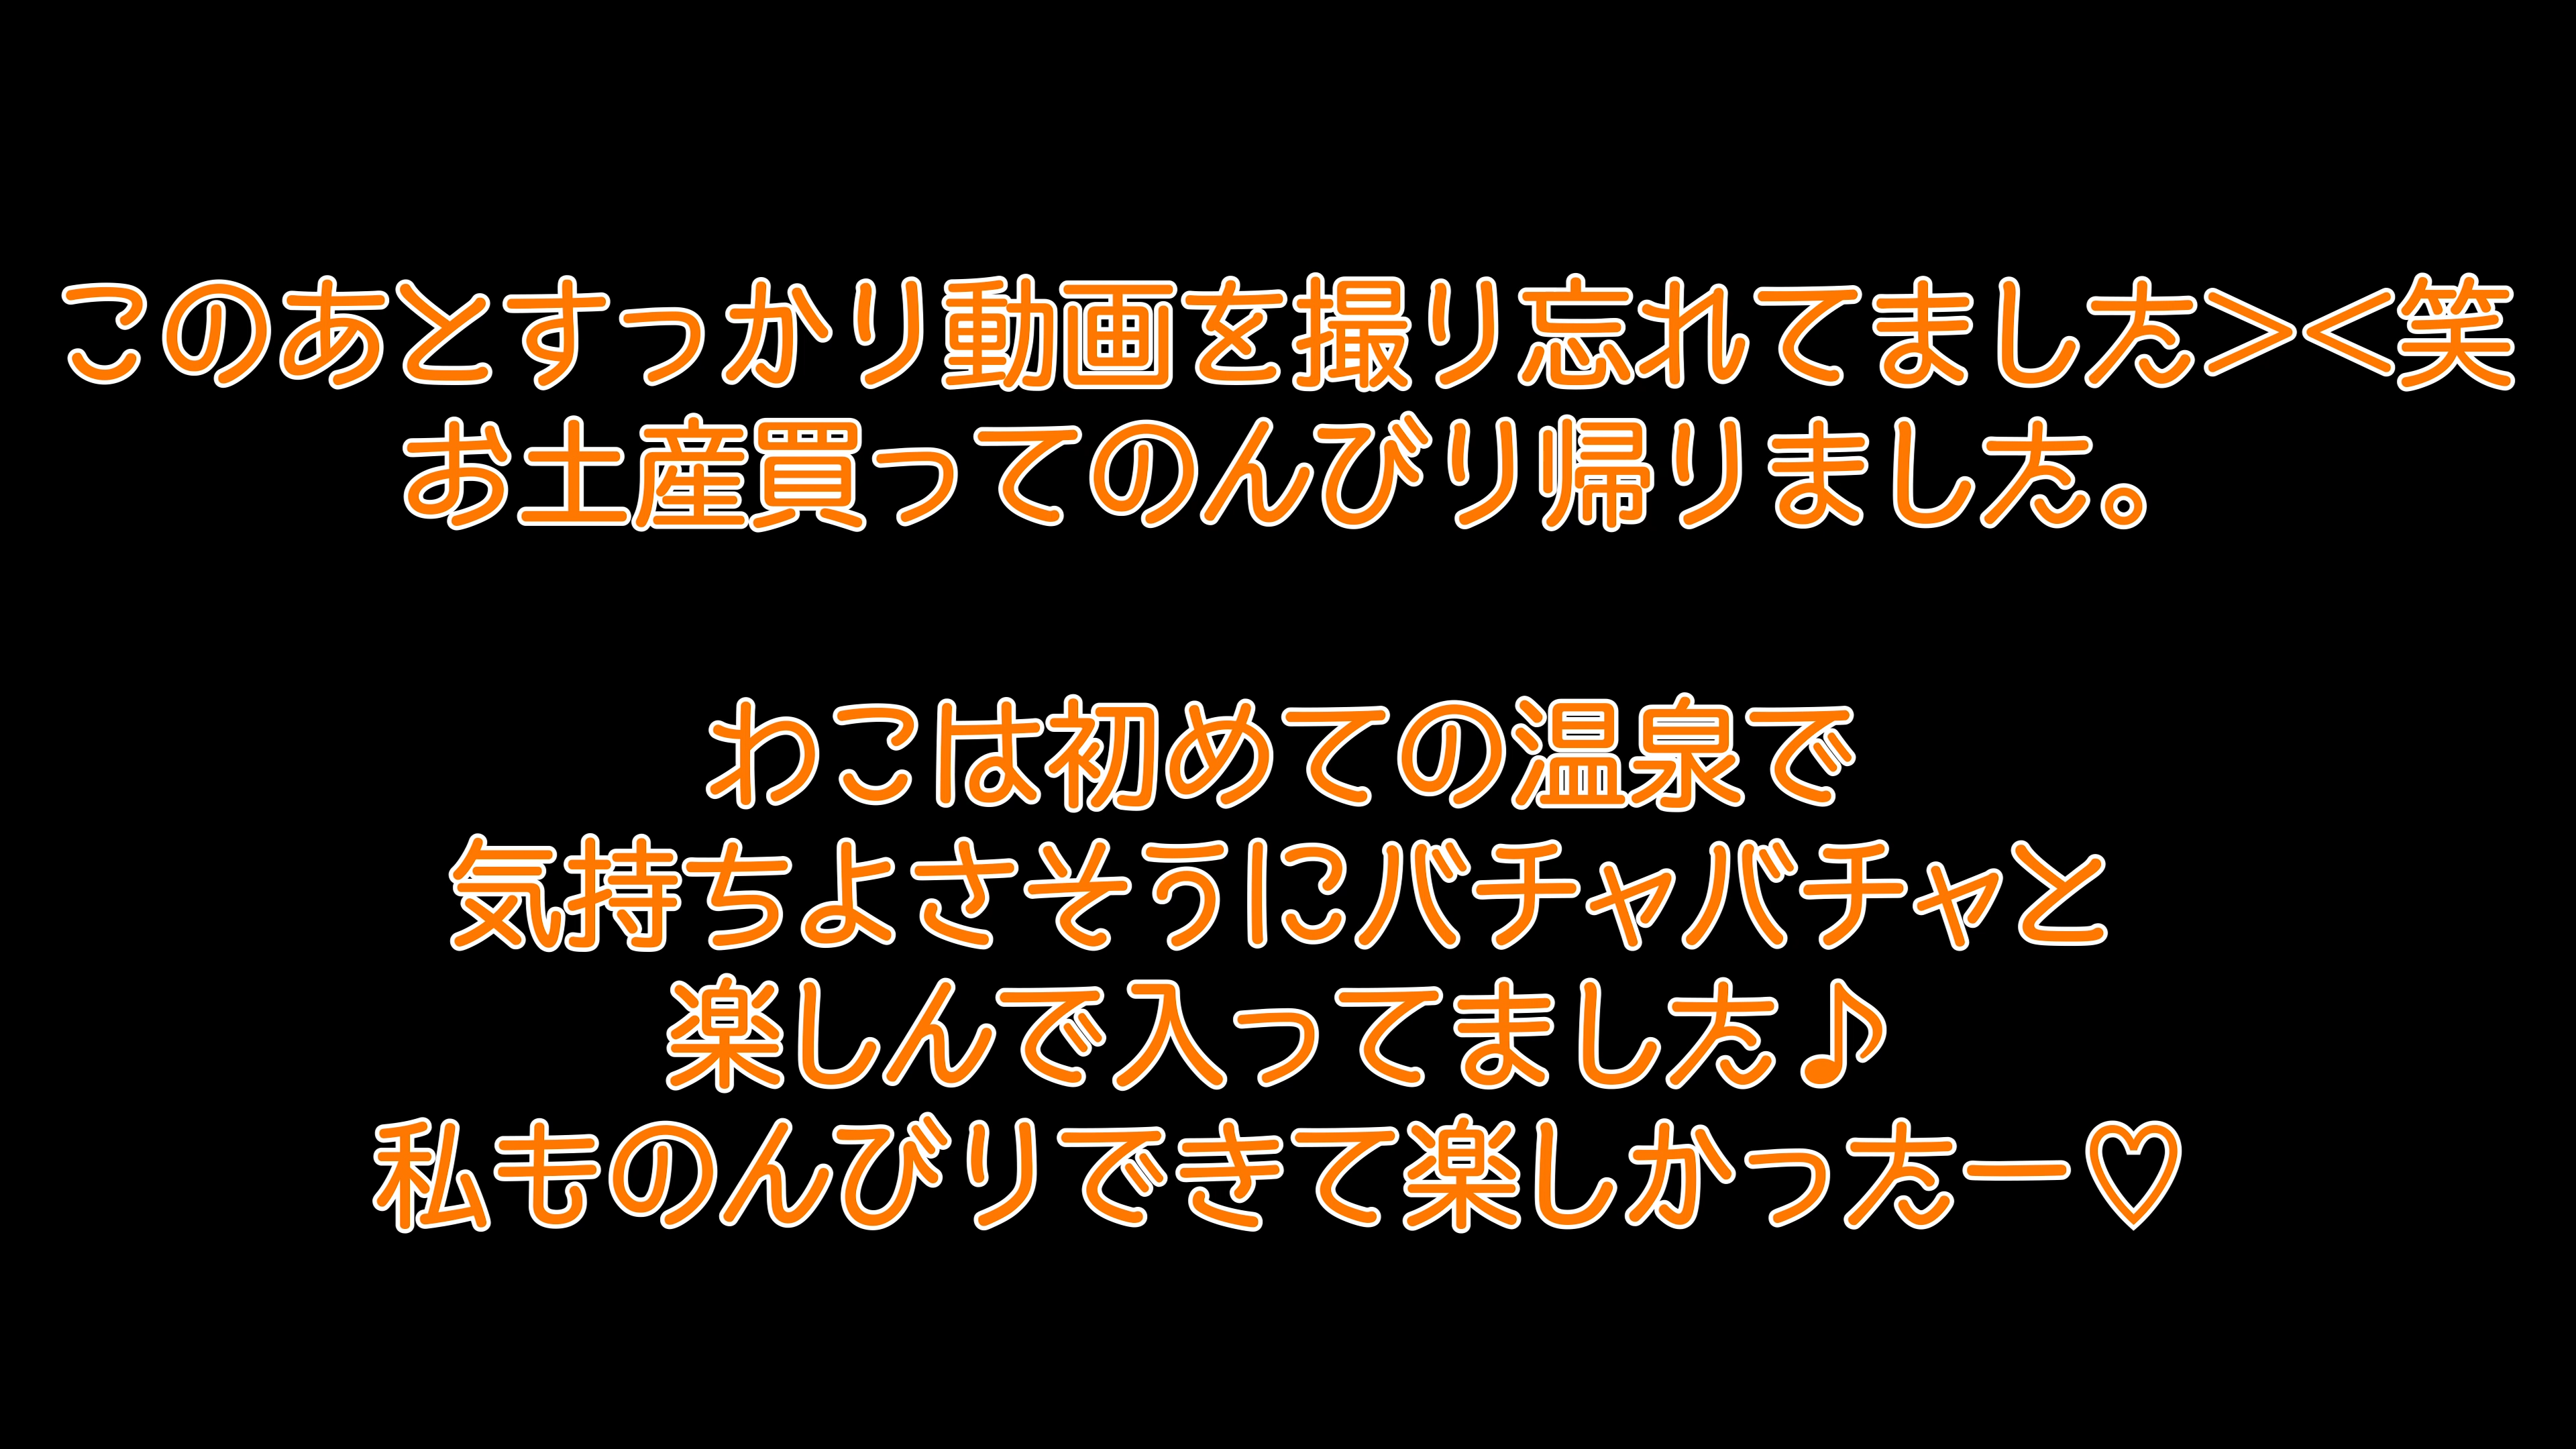 このあとすっかり動画を撮り忘れてました＞＜笑
お土産買ってのんびり帰りました。
わこは初めての温泉で
気持ちよさそうにバチャバチャと
楽しんで入ってました♪
私ものんびりできて楽しかったー♡